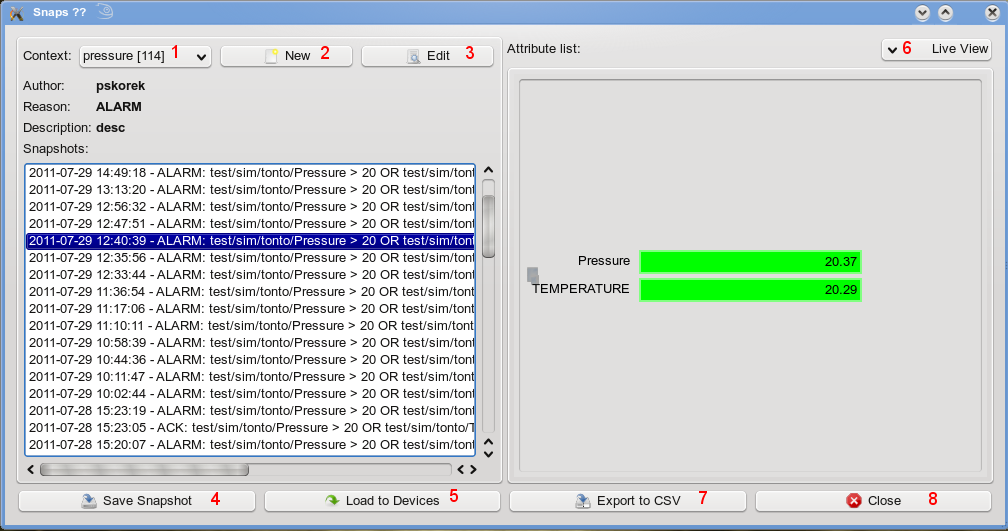 Snaps ??
Context: pressure [114] 1 New 2 Edit 3
Author: pskorek
Reason: ALARM
Description: desc
Snapshots:
2011-07-29 14:49:18 - ALARM: test/sim/tonto/Pressure > 20 OR test/sim/tont
2011-07-29 13:13:20 - ALARM: test/sim/tonto/Pressure > 20 OR test/sim/tont
2011-07-29 12:56:32 - ALARM: test/sim/tonto/Pressure > 20 OR test/sim/tont
2011-07-29 12:47:51 - ALARM: test/sim/tonto/Pressure > 20 OR test/sim/tont
2011-07-29 12:40:39 - ALARM: test/sim/tonto/Pressure > 20 OR test/sim/tont
2011-07-29 12:35:56 - ALARM: test/sim/tonto/Pressure > 20 OR test/sim/tont
2011-07-29 12:33:44 - ALARM: test/sim/tonto/Pressure > 20 OR test/sim/tont
2011-07-29 11:36:54 - ALARM: test/sim/tonto/Pressure > 20 OR test/sim/tont
2011-07-29 11:17:06 - ALARM: test/sim/tonto/Pressure > 20 OR test/sim/tont
2011-07-29 11:10:11 - ALARM: test/sim/tonto/Pressure > 20 OR test/sim/tont
2011-07-29 10:58:39 - ALARM: test/sim/tonto/Pressure > 20 OR test/sim/tont
2011-07-29 10:44:36 - ALARM: test/sim/tonto/Pressure > 20 OR test/sim/tont
2011-07-29 10:11:47 - ALARM: test/sim/tonto/Pressure > 20 OR test/sim/tont
2011-07-29 10:02:44 - ALARM: test/sim/tonto/Pressure > 20 OR test/sim/tont
2011-07-28 15:23:19 - ALARM: test/sim/tonto/Pressure > 20 OR test/sim/tont
2011-07-28 15:23:05 - ACK: test/sim/tonto/Pressure > 20 OR test/sim/tonto/T
2011-07-28 15:20:07 - ALARM: test/sim/tonto/Pressure > 20 OR test/sim/tont
Attribute list: 6 Live View
Pressure 20.37
TEMPERATURE 20.29
Save Snapshot 4 Load to Devices 5 Export to CSV 7 Close 8